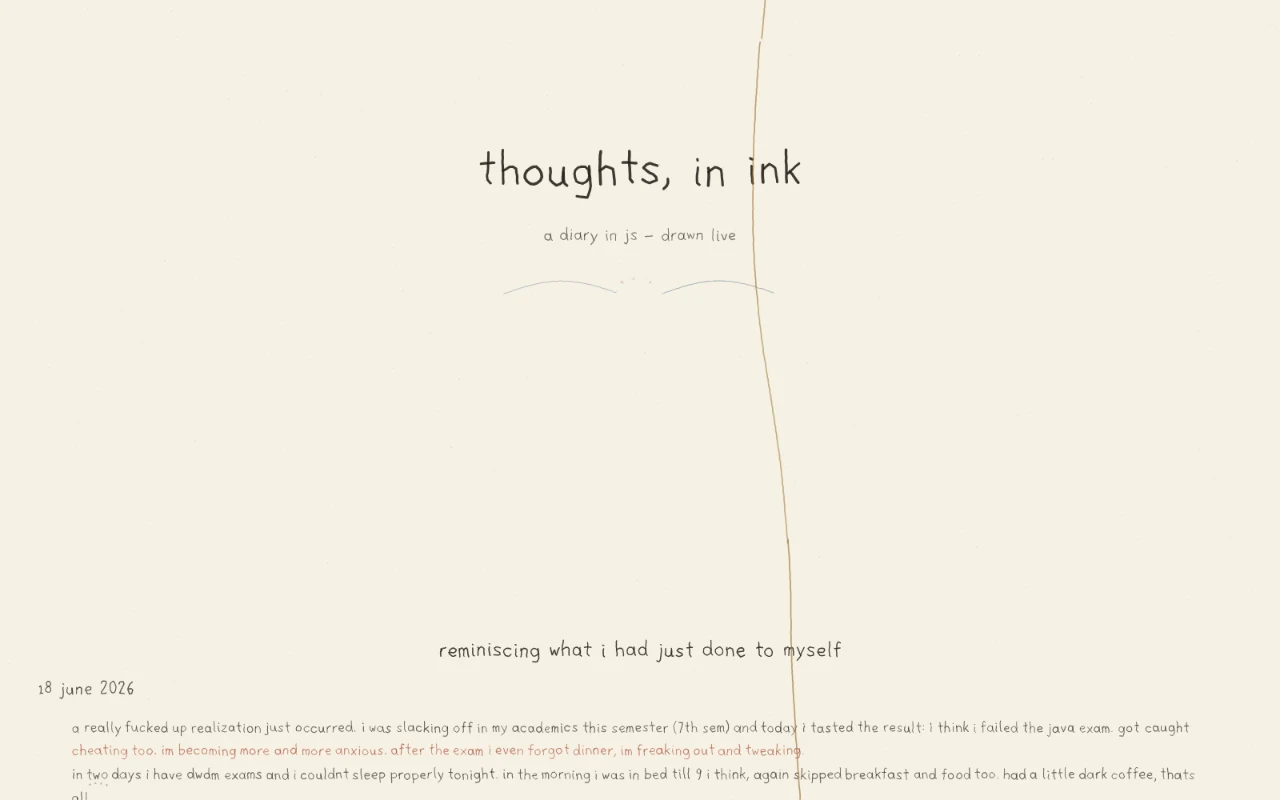 thoughts, in ink
a diary in js – drawn live
reminiscing what i had just done to myself
18 june 2026
a really fucked up realization just occurred. i was slacking off in my academics this semester (7th sem) and today i tasted the result: i think i failed the java exam. got caught
cheating too. im becoming more and more anxious. after the exam i even forgot dinner, im freaking out and tweaking.
in two days i have dwdm exams and i couldnt sleep properly tonight. in the morning i was in bed till 9 i think, again skipped breakfast and food too. had a little dark coffee, thats
all